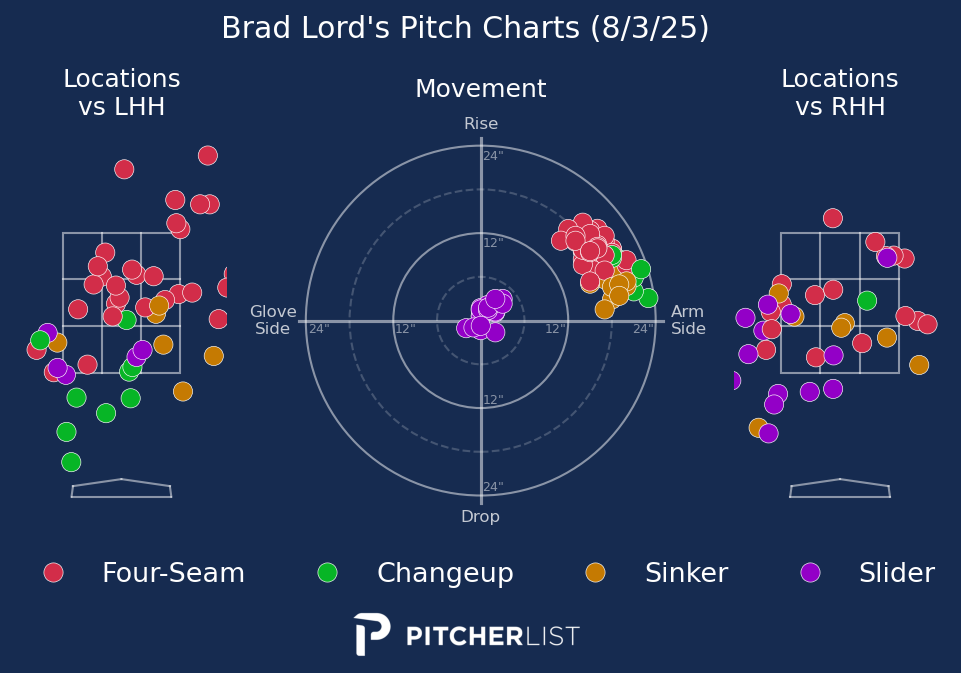 Brad Lord's Pitch Charts (8/3/25)
Locations
vs LHH
Movement
Locations
vs RHH
Rise
24"
12"
Glove
Side
24"
12"
12"
24"
Arm
Side
12"
24"
Drop
Four-Seam
Changeup
Sinker
Slider
PITCHERLIST